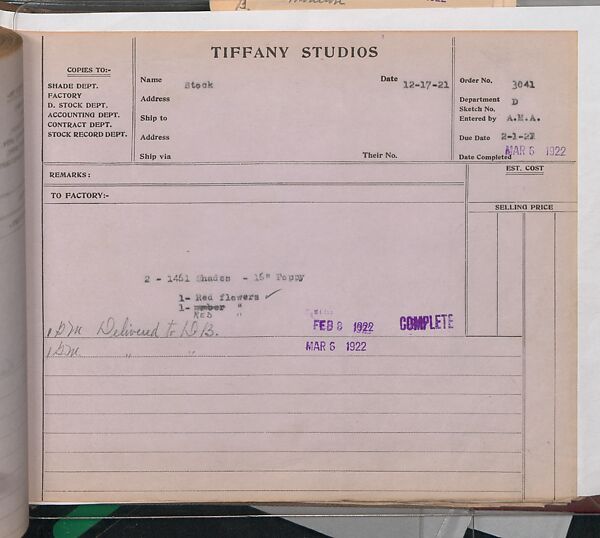 TIFFANY STUDIOS
COPIES TO:-
SHADE DEPT.
FACTORY
D. STOCK DEPT.
ACCOUNTING DEPT.
CONTRACT DEPT.
STOCK RECORD DEPT.
Name Stock Date 12-17-21
Address
Ship to
Address
Ship via Their No.
Order No. 3041
Department D
Sketch No.
Entered by A.M.A.
Due Date 2-1-22
Date Completed MAR 6 1922
REMARKS:
EST. COST
TO FACTORY:-
SELLING PRICE
2 - 1461 Shades - 16" Poppy
1- Red flowers ✓
1- amber "
Red "
Delivered to D B. FEB 8 1922 COMPLETE
" " MAR 6 1922